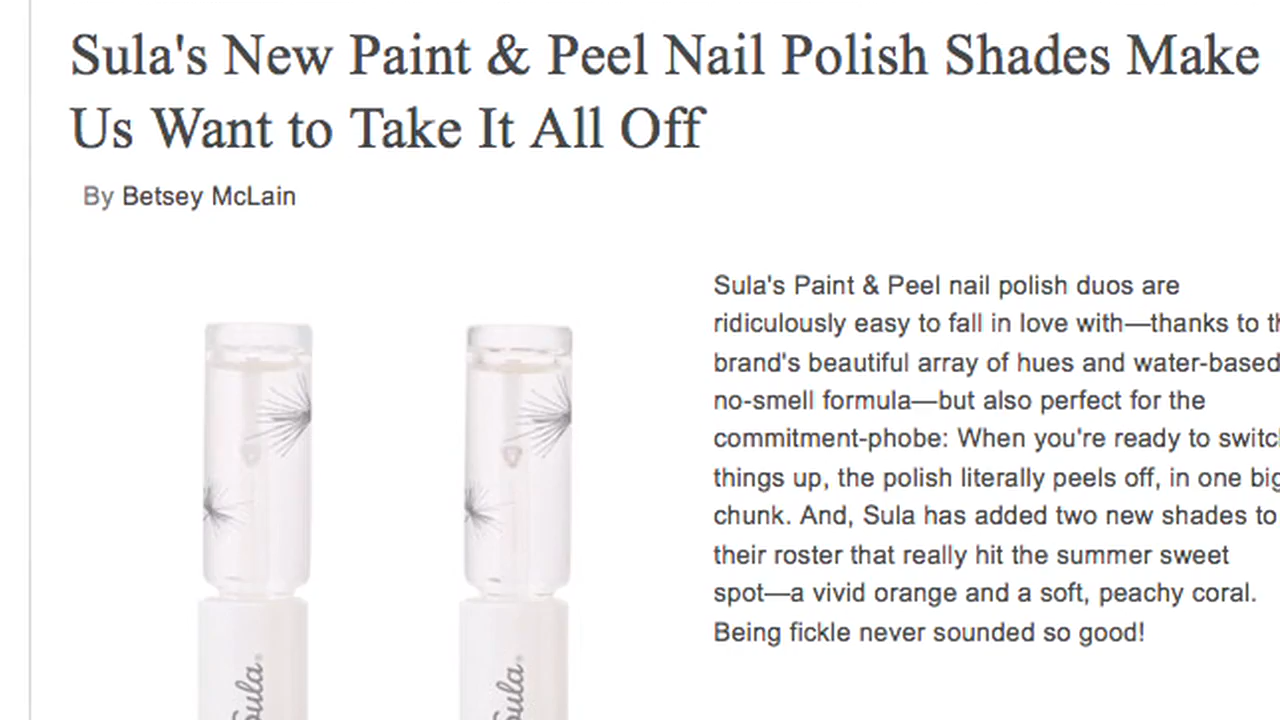 Sula's New Paint & Peel Nail Polish Shades Make
Us Want to Take It All Off
By Betsey McLain
Sula's Paint & Peel nail polish duos are
ridiculously easy to fall in love with—thanks to
brand's beautiful array of hues and water-based
no-smell formula—but also perfect for the
commitment-phobe: When you're ready to
things up, the polish literally peels off, in one
chunk. And, Sula has added two new shades to
their roster that really hit the summer sweet
spot—a vivid orange and a soft, peachy coral.
Being fickle never sounded so good!